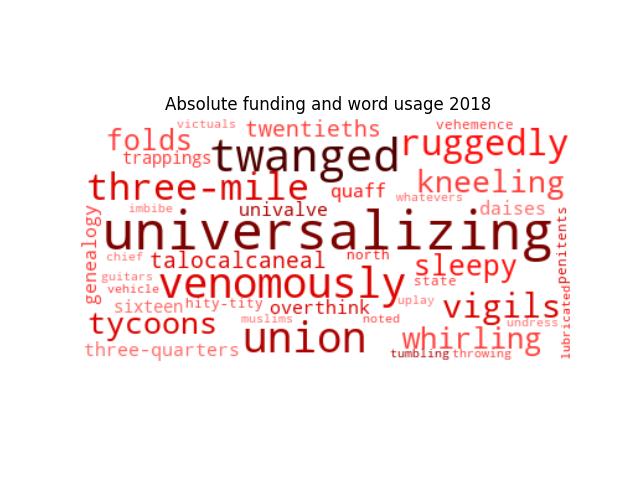 Absolute funding and word usage 2018
victuals
twentieths
vehemence
folds
trappings
twanged
ruggedly
three-mile
quaff
kneeling
whatevers
imbibe
univalve
daises
genealogy
universalizing
penitents
chief
talocalcaneal
north
sleepy
guitars
vehicle
venomously
state
sixteen
hity-tity
overthink
uplay
vigils
lubricated
tycoons
muslims
noted
undress
union
whirling
three-quarters
tumbling
throwing